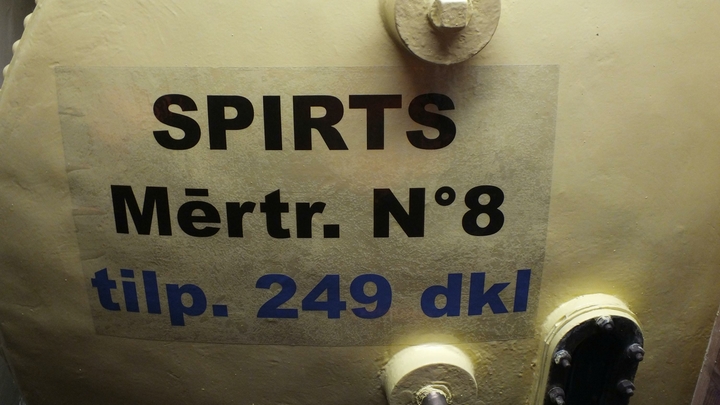 SPIRTS
Mērtr. N°8
tilp. 249 dkl